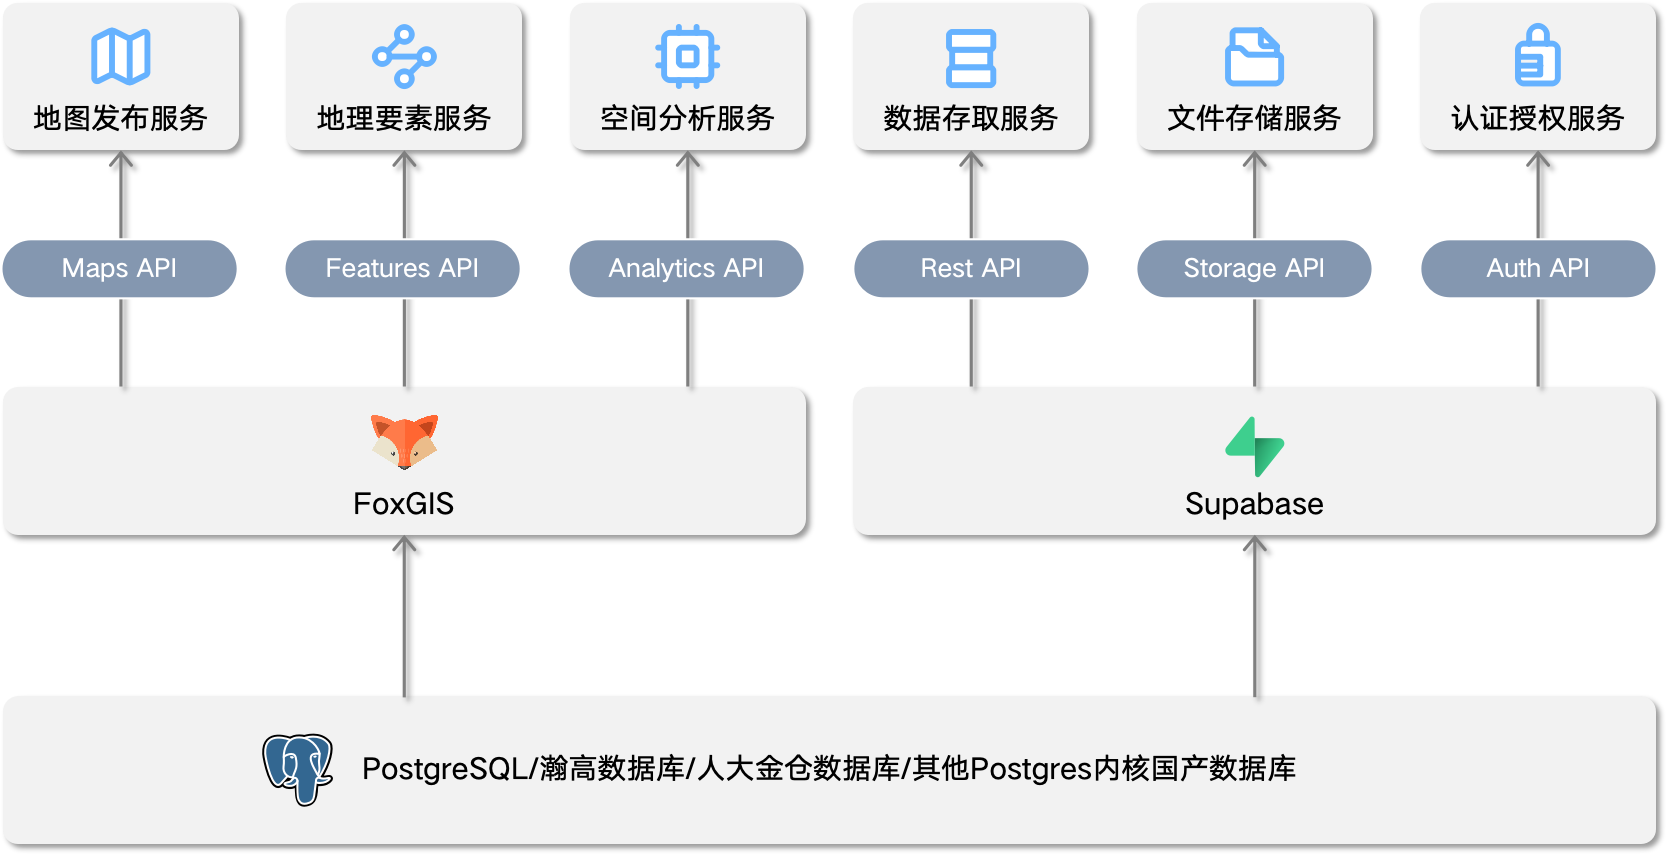 地图发布服务
地理要素服务
空间分析服务
数据存取服务
文件存储服务
认证授权服务
Maps API
Features API
Analytics API
Rest API
Storage API
Auth API
FoxGIS
Supabase
PostgreSQL/瀚高数据库/人大金仓数据库/其他Postgres内核国产数据库